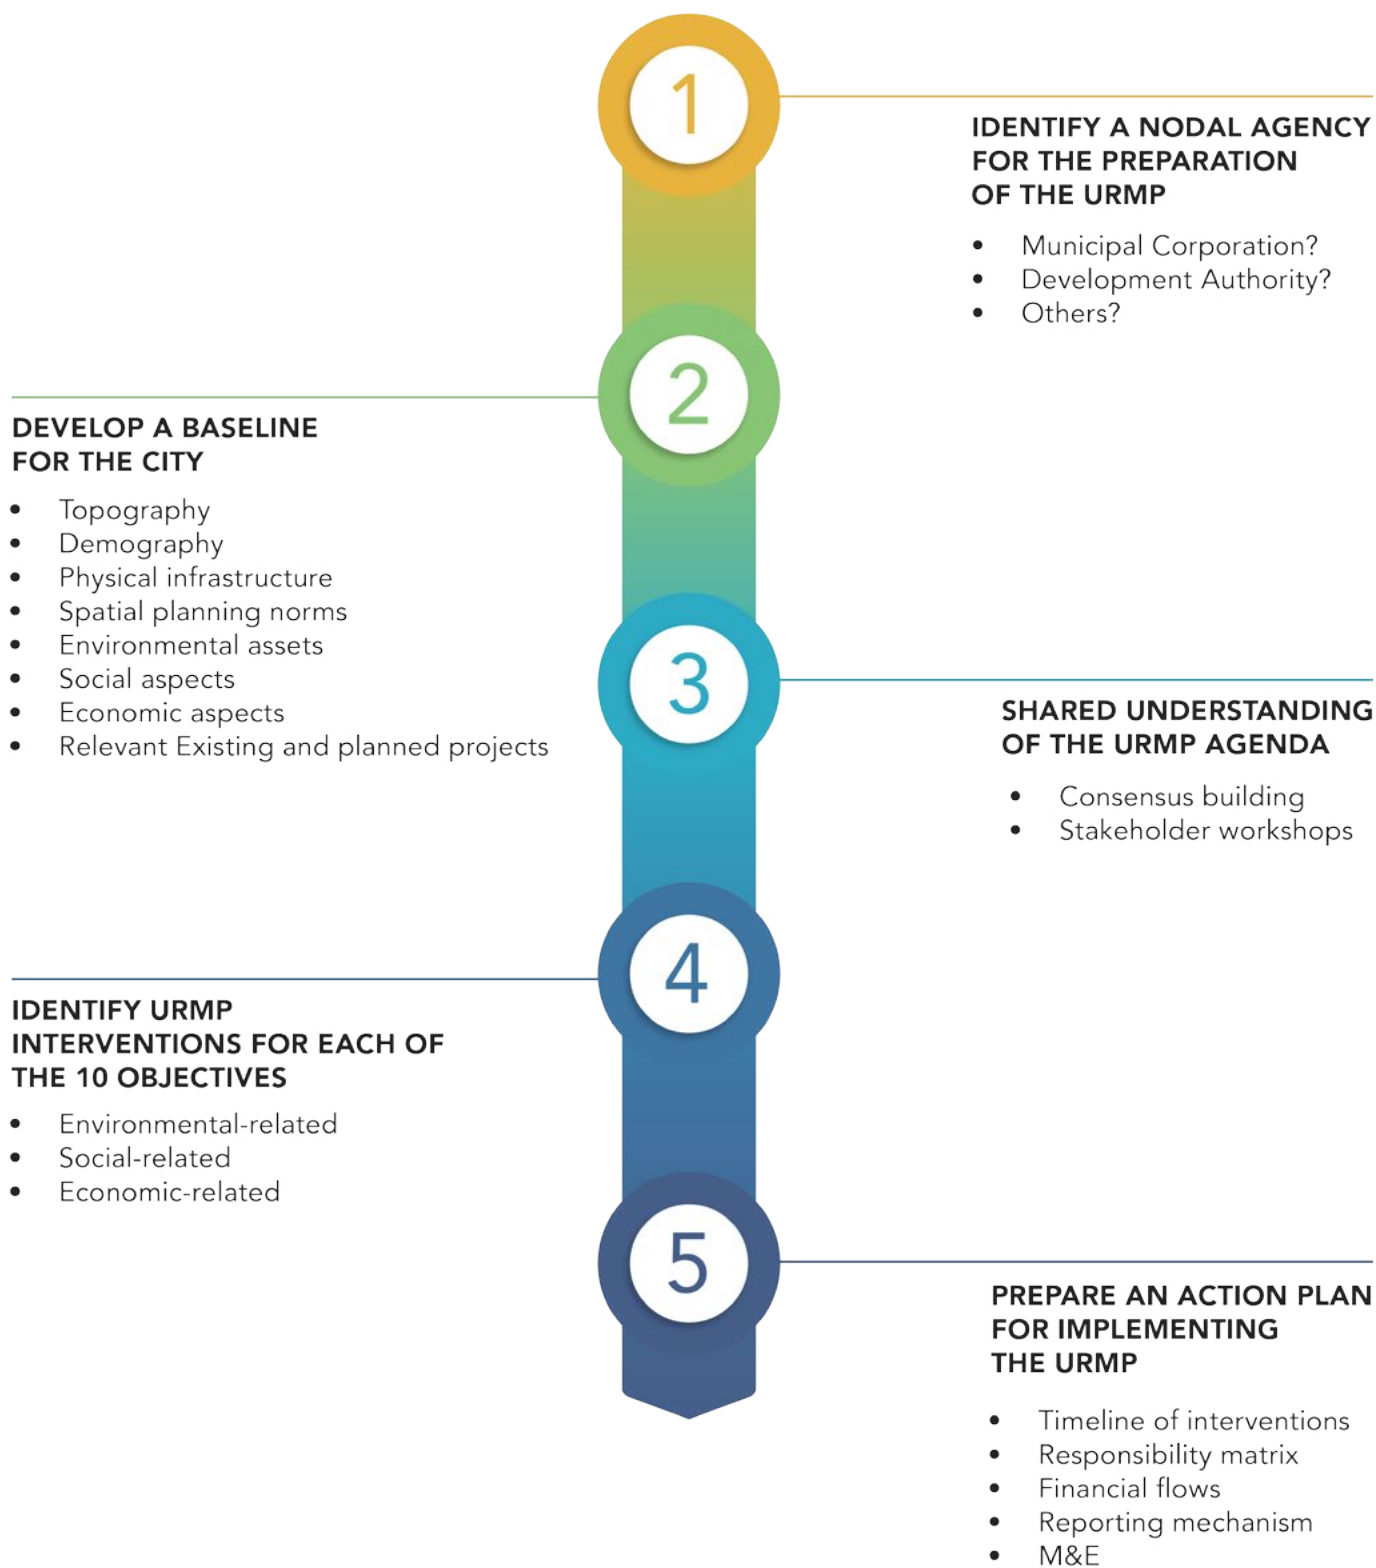 1
IDENTIFY A NODAL AGENCY
FOR THE PREPARATION
OF THE URMP
• Municipal Corporation?
• Development Authority?
• Others?
2
DEVELOP A BASELINE
FOR THE CITY
• Topography
• Demography
• Physical infrastructure
• Spatial planning norms
• Environmental assets
• Social aspects
• Economic aspects
• Relevant Existing and planned projects
3
SHARED UNDERSTANDING
OF THE URMP AGENDA
• Consensus building
• Stakeholder workshops
4
IDENTIFY URMP
INTERVENTIONS FOR EACH OF
THE 10 OBJECTIVES
• Environmental-related
• Social-related
• Economic-related
5
PREPARE AN ACTION PLAN
FOR IMPLEMENTING
THE URMP
• Timeline of interventions
• Responsibility matrix
• Financial flows
• Reporting mechanism
• M&E